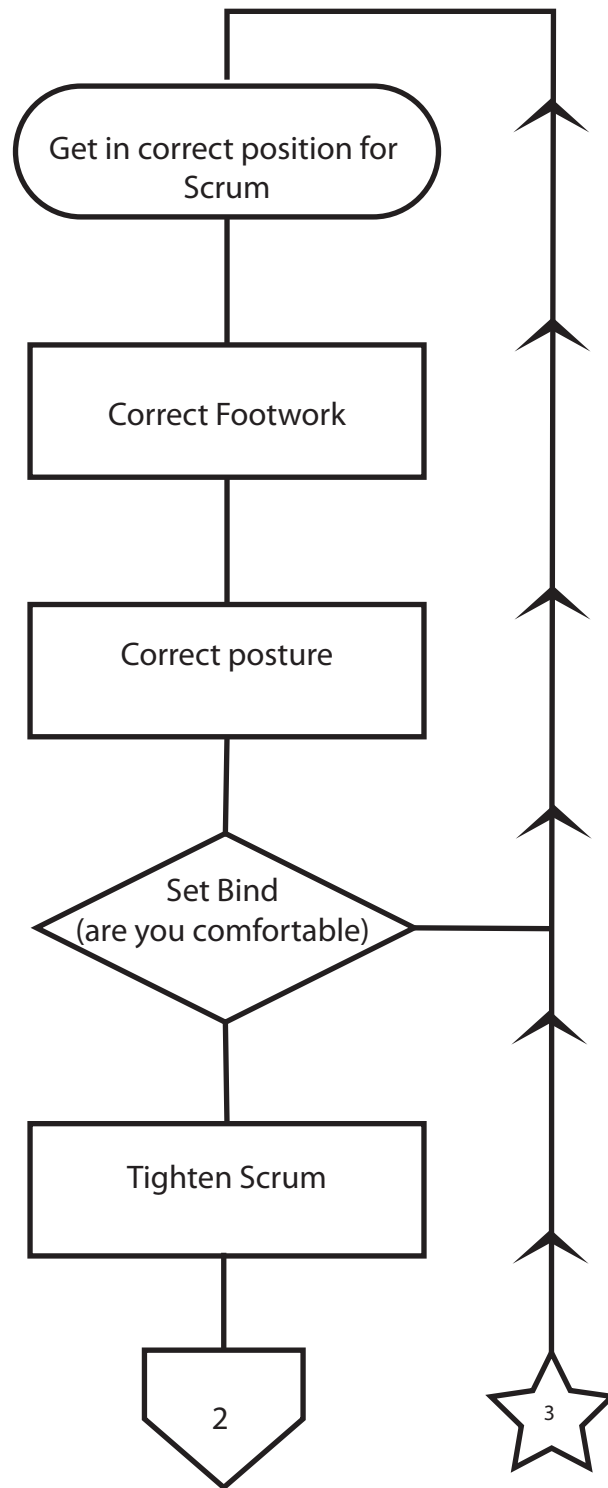 Get in correct position for
Scrum
Correct Footwork
Correct posture
Set Bind
(are you comfortable)
Tighten Scrum
2
3